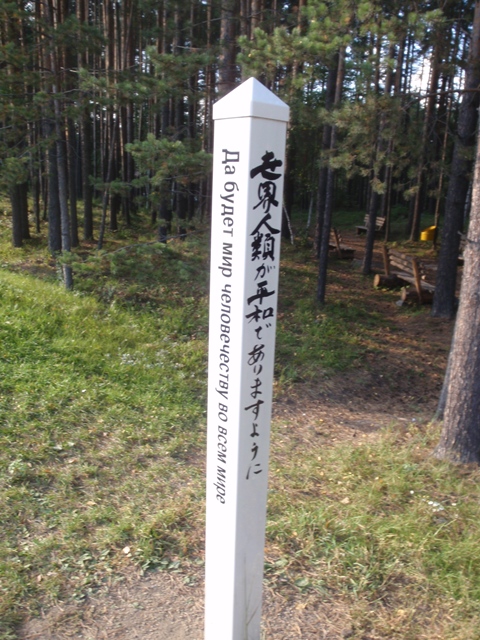 Да будет мир человечеству во всем мире
世界人類が平和でありますように